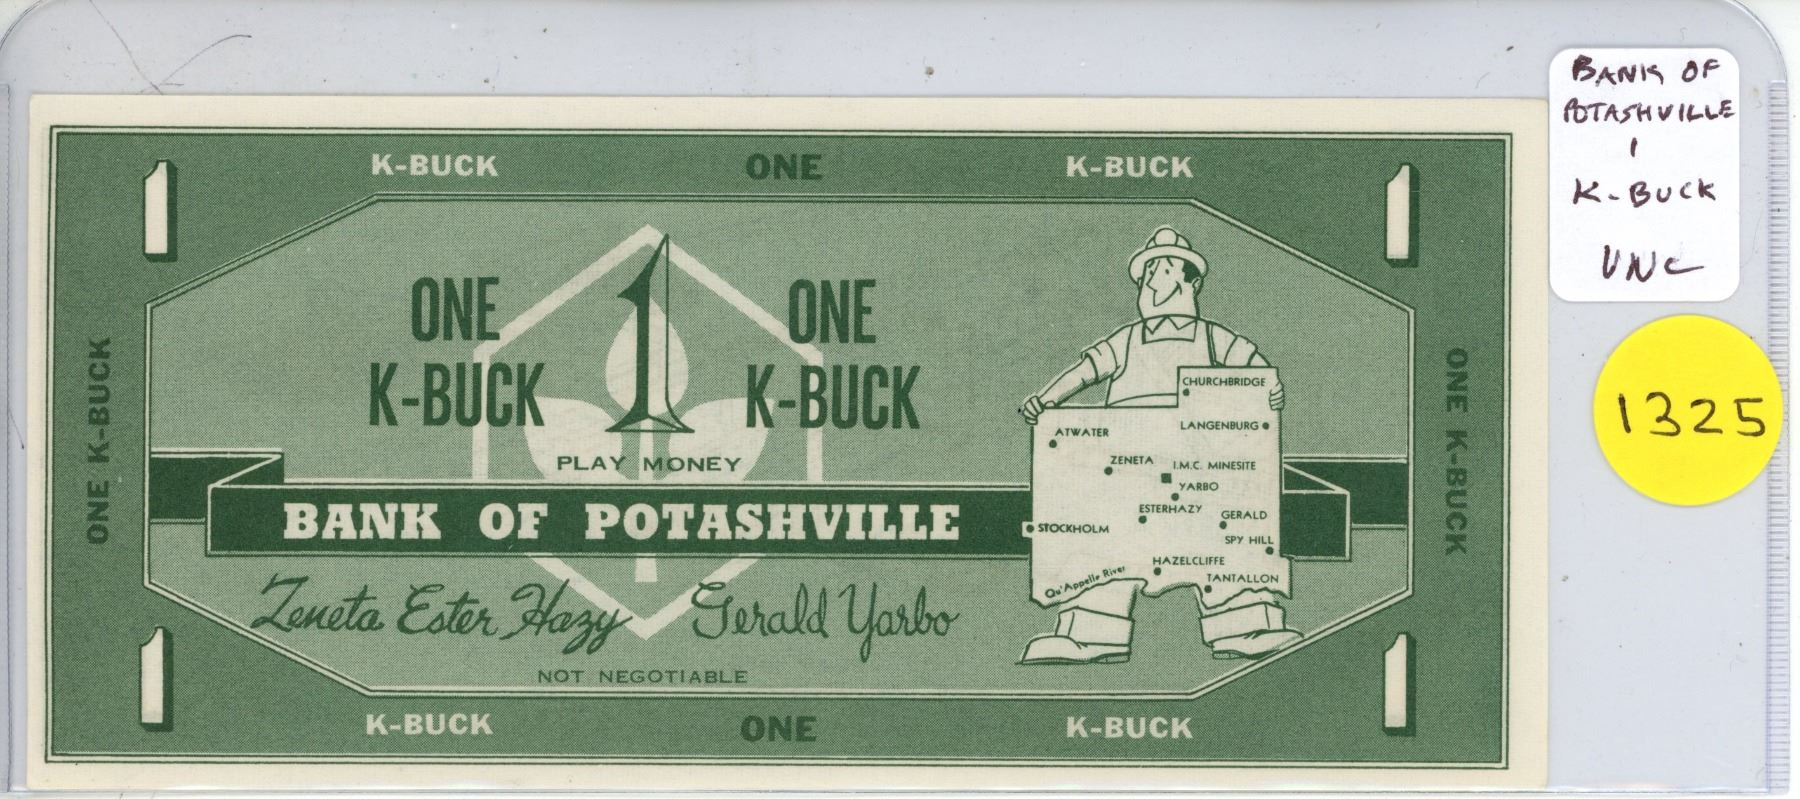 K-BUCK ONE K-BUCK
1 1
ONE K-BUCK
ONE K-BUCK
1
ONE K-BUCK
PLAY MONEY
BANK OF POTASHVILLE
Zeneta Ester Hazy Gerald Yarbo
NOT NEGOTIABLE
CHURCHBRIDGE
LANGENBURG
ATWATER
ZENETA
I.M.C. MINESITE
YARBO
ESTERHAZY
GERALD
STOCKHOLM
SPY HILL
HAZELCLIFFE
Qu'Appelle River
TANTALLON
ONE K-BUCK
1 1
K-BUCK ONE K-BUCK
BANK OF
POTASHVILLE
1
K-BUCK
UNC
1325